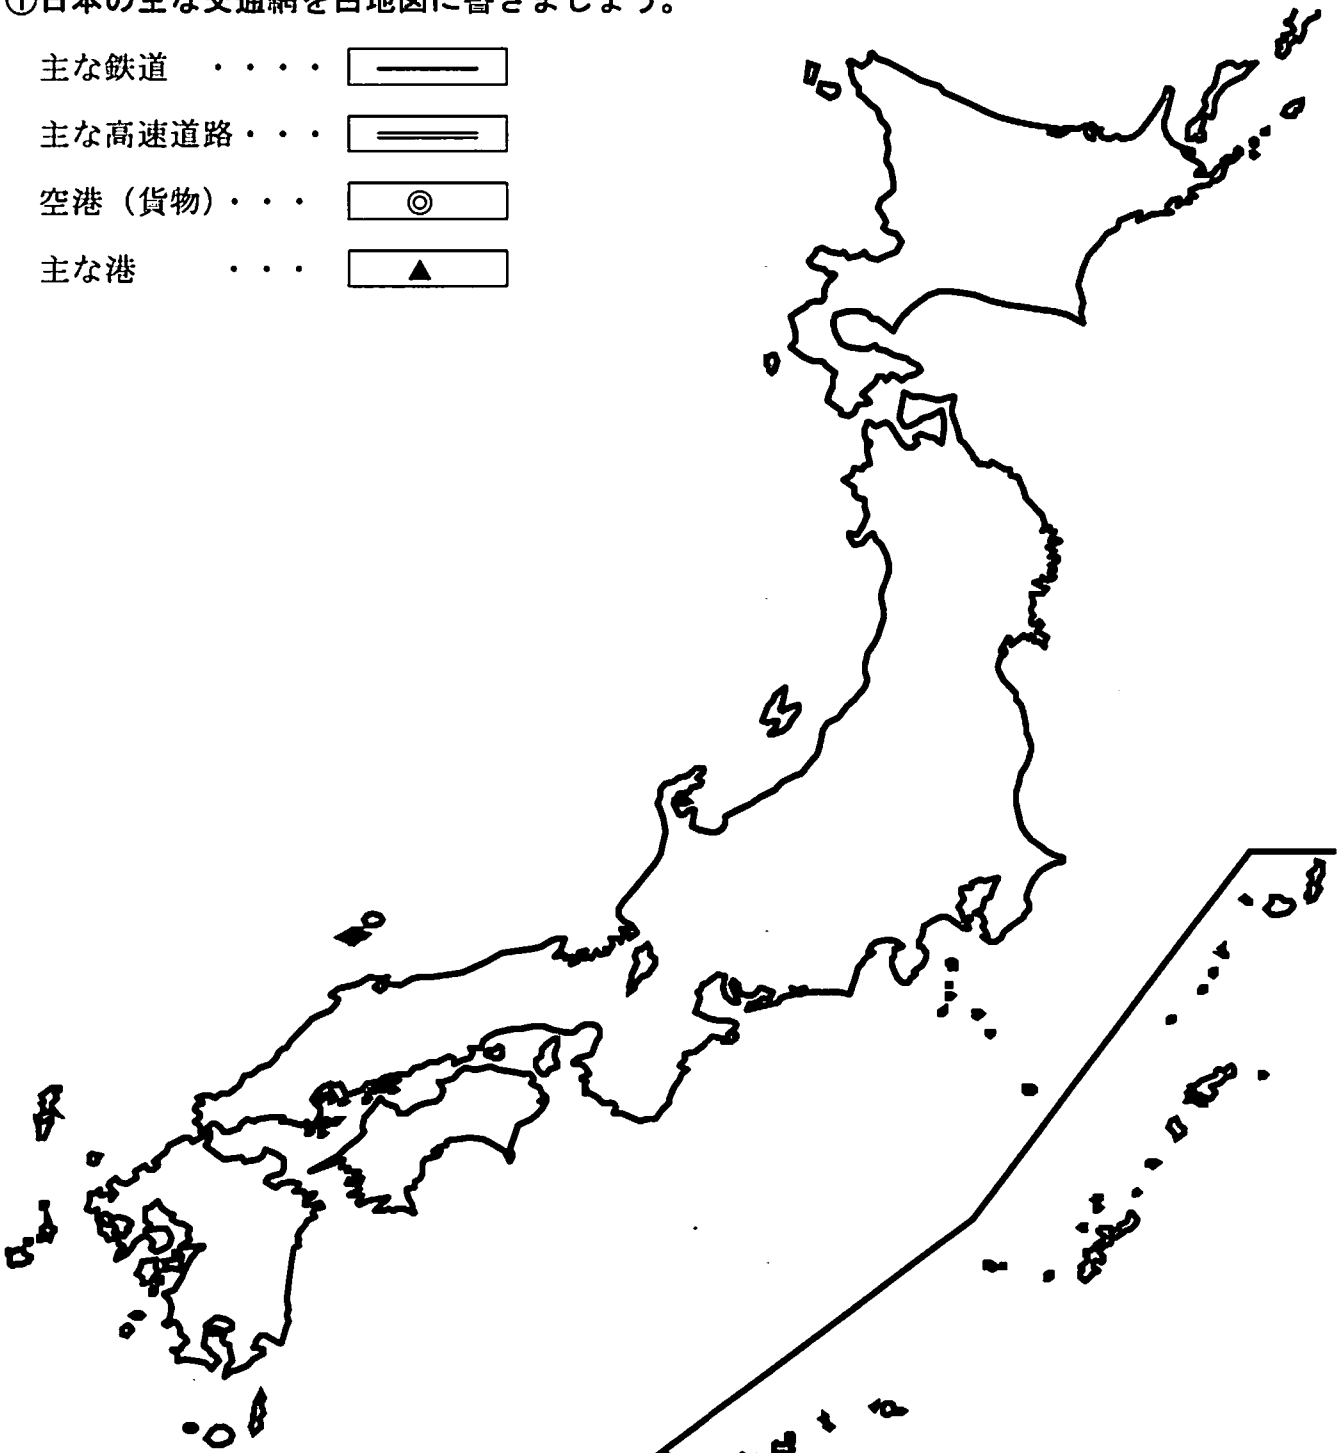 ①日本の主な交通網を白地図に書きましょう。
主な鉄道 ・・・・
主な高速道路・・・
空港（貨物）・・・
主な港 ・・・